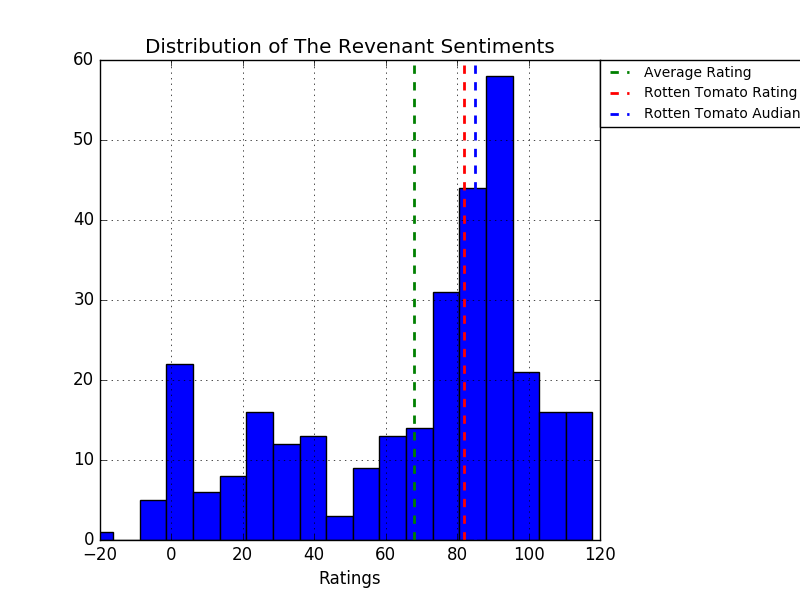 Distribution of The Revenant Sentiments
Average Rating
Rotten Tomato Rating
Rotten Tomato Audian
60
50
40
30
20
10
0
−20 0 20 40 60 80 100 120
Ratings